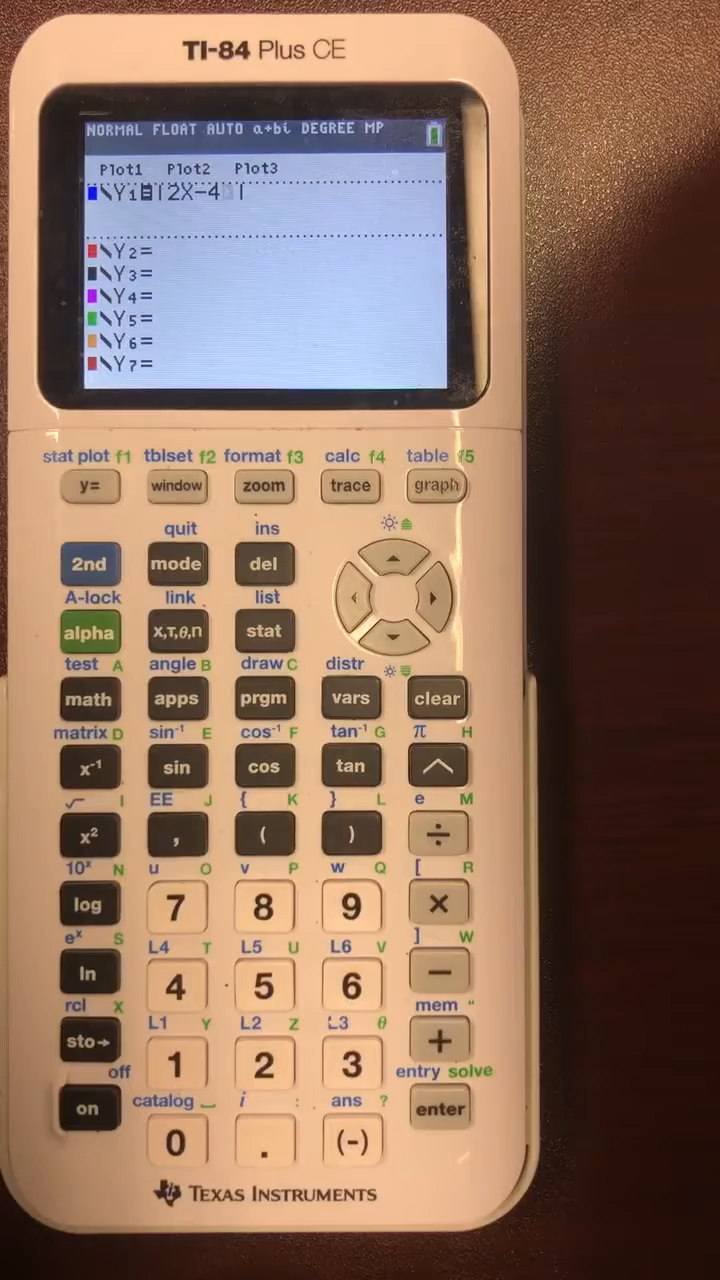 TI-84 Plus CE
NORMAL FLOAT AUTO a+bi DEGREE MP
Plot1 Plot2 Plot3
\Y1=|2X-4|
\Y2=
\Y3=
\Y4=
\Y5=
\Y6=
\Y7=
stat plot f1 tblset f2 format f3 calc f4 table f5
y= window zoom trace graph
quit ins
2nd mode del
A-lock link list
alpha X,T,θ,n stat
test A angle B draw C distr
math apps prgm vars clear
matrix D sin⁻¹ E cos⁻¹ F tan⁻¹ G π H
x⁻¹ sin cos tan ^
√ I EE J { K } L e M
x² , ( ) ÷
10ˣ N u O v P w Q [ R
log 7 8 9 ×
eˣ S L4 T L5 U L6 V ] W
ln 4 5 6 −
rcl X L1 Y L2 Z L3 θ mem "
sto→ 1 2 3 +
off catalog ⎵ i : ans ? entry solve
on 0 . (-) enter
TEXAS INSTRUMENTS